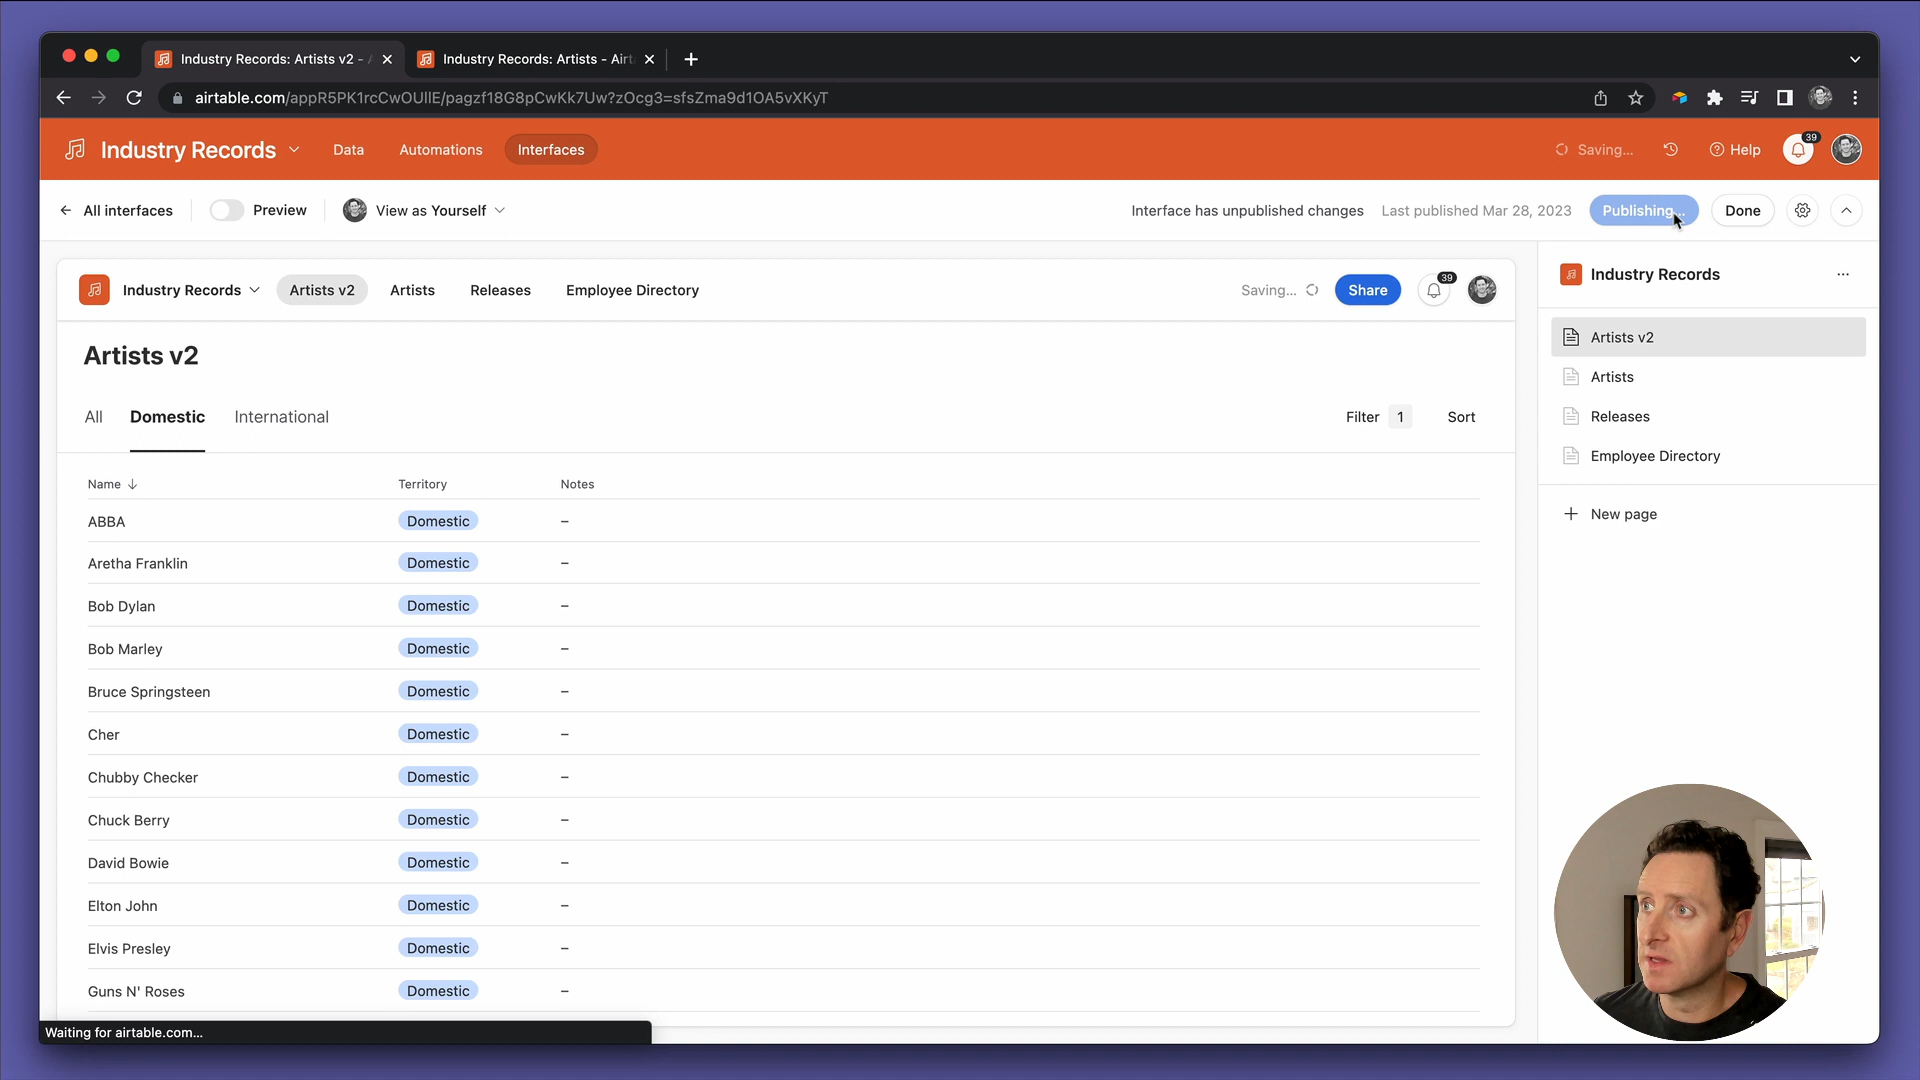 Industry Records: Artists v2 - A
Industry Records: Artists - Airt
airtable.com/appR5PK1rcCwOUIlE/pagzf18G8pCwKk7Uw?zOcg3=sfsZma9d1OA5vXKyT
Industry Records
Data
Automations
Interfaces
Saving...
Help
39
All interfaces
Preview
View as Yourself
Interface has unpublished changes
Last published Mar 28, 2023
Publishing...
Done
Industry Records
Artists v2
Artists
Releases
Employee Directory
Saving...
Share
39
Artists v2
All
Domestic
International
Filter 1
Sort
Name
Territory
Notes
ABBA Domestic –
Aretha Franklin Domestic –
Bob Dylan Domestic –
Bob Marley Domestic –
Bruce Springsteen Domestic –
Cher Domestic –
Chubby Checker Domestic –
Chuck Berry Domestic –
David Bowie Domestic –
Elton John Domestic –
Elvis Presley Domestic –
Guns N' Roses Domestic –
Industry Records
Artists v2
Artists
Releases
Employee Directory
New page
Waiting for airtable.com...